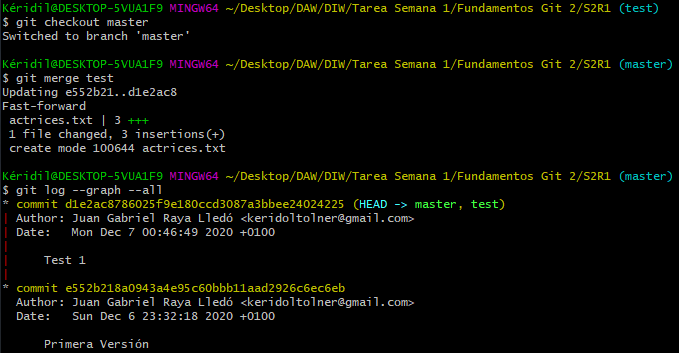 Kéridil@DESKTOP-5VUA1F9 MINGW64 ~/Desktop/DAW/DIW/Tarea Semana 1/Fundamentos Git 2/S2R1 (test)
$ git checkout master
Switched to branch 'master'
Kéridil@DESKTOP-5VUA1F9 MINGW64 ~/Desktop/DAW/DIW/Tarea Semana 1/Fundamentos Git 2/S2R1 (master)
$ git merge test
Updating e552b21..d1e2ac8
Fast-forward
 actrices.txt | 3 +++
 1 file changed, 3 insertions(+)
 create mode 100644 actrices.txt
Kéridil@DESKTOP-5VUA1F9 MINGW64 ~/Desktop/DAW/DIW/Tarea Semana 1/Fundamentos Git 2/S2R1 (master)
$ git log --graph --all
* commit d1e2ac8786025f9e180ccd3087a3bbee24024225 (HEAD -> master, test)
| Author: Juan Gabriel Raya Lledó <keridoltolner@gmail.com>
| Date:   Mon Dec 7 00:46:49 2020 +0100
|
|     Test 1
|
* commit e552b218a0943a4e95c60bbb11aad2926c6ec6eb
  Author: Juan Gabriel Raya Lledó <keridoltolner@gmail.com>
  Date:   Sun Dec 6 23:32:18 2020 +0100
      Primera Versión